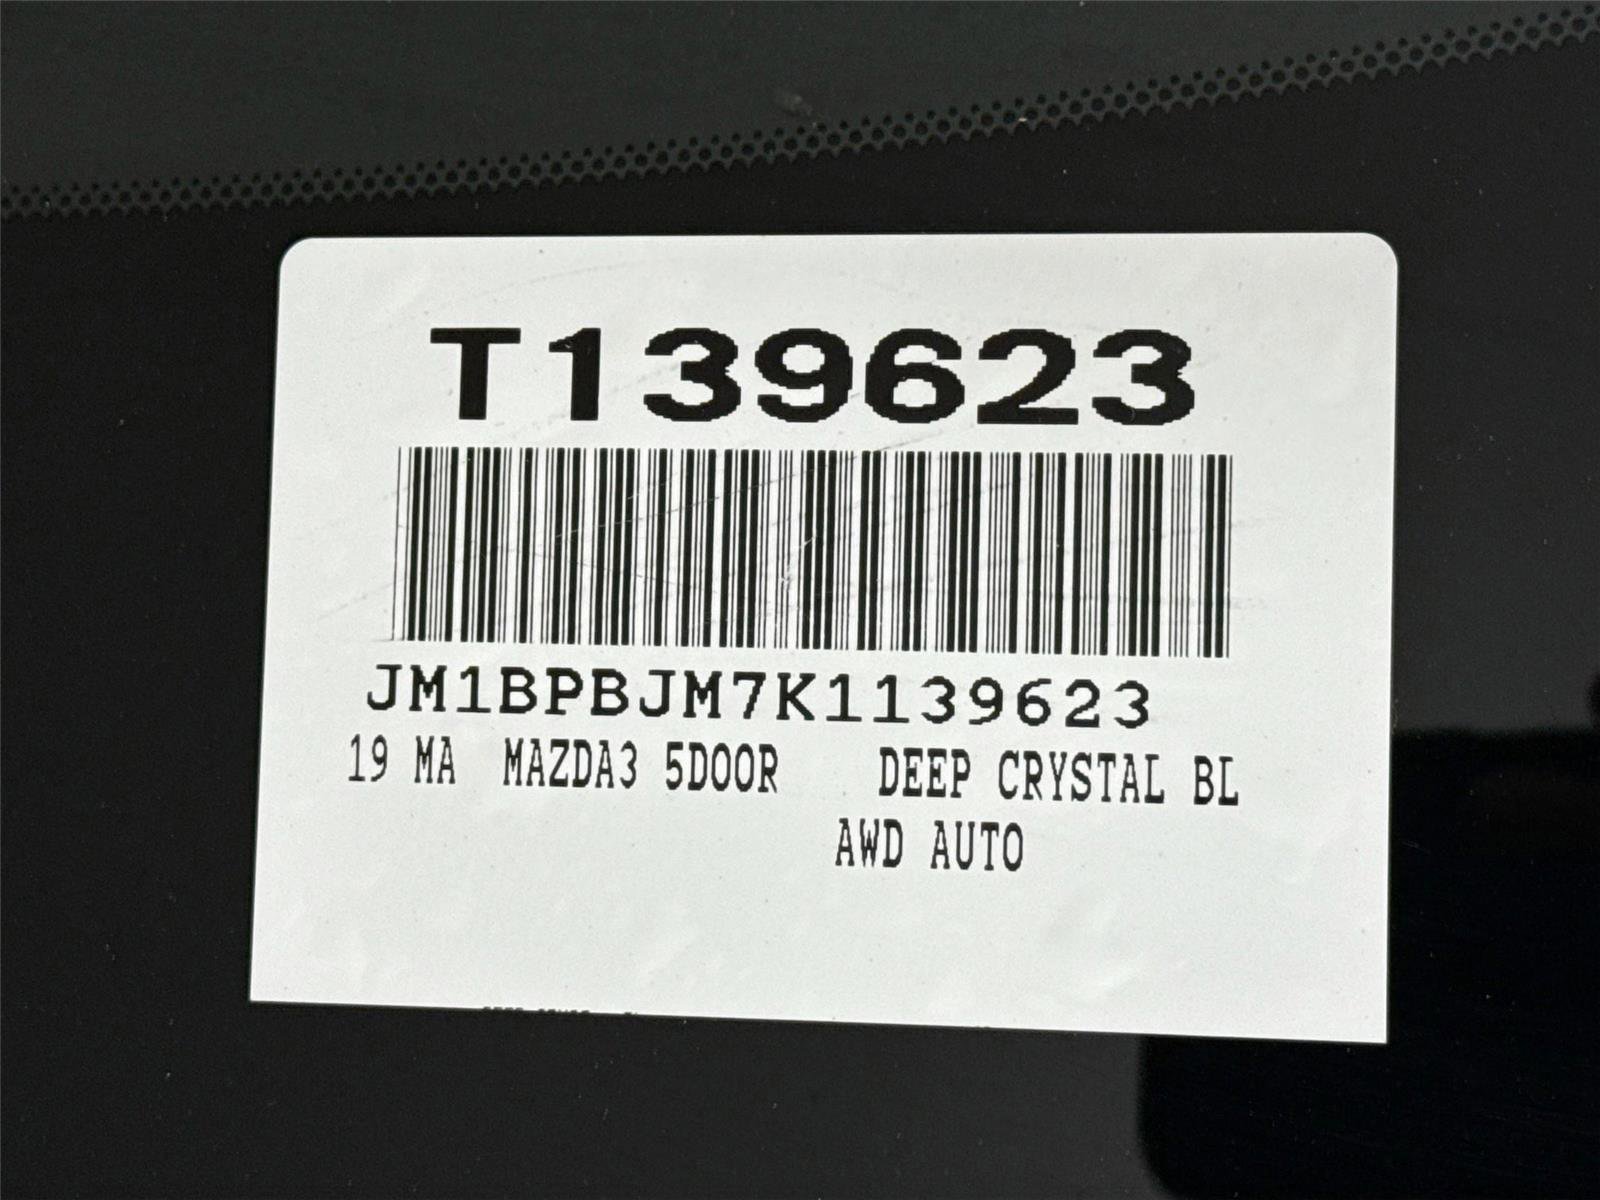 T139623
JM1BPBJM7K1139623
19 MA MAZDA3 5DOOR DEEP CRYSTAL BL
AWD AUTO